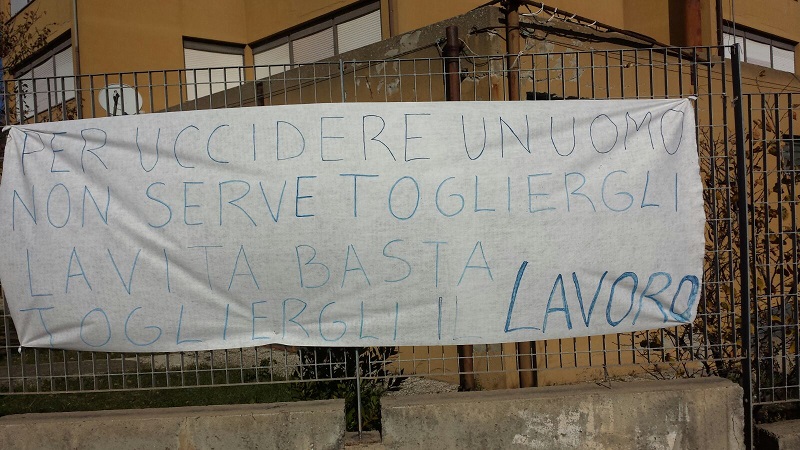 PER UCCIDERE UN UOMO
NON SERVE TOGLIERGLI
LA VITA BASTA
TOGLIERGLI IL LAVORO